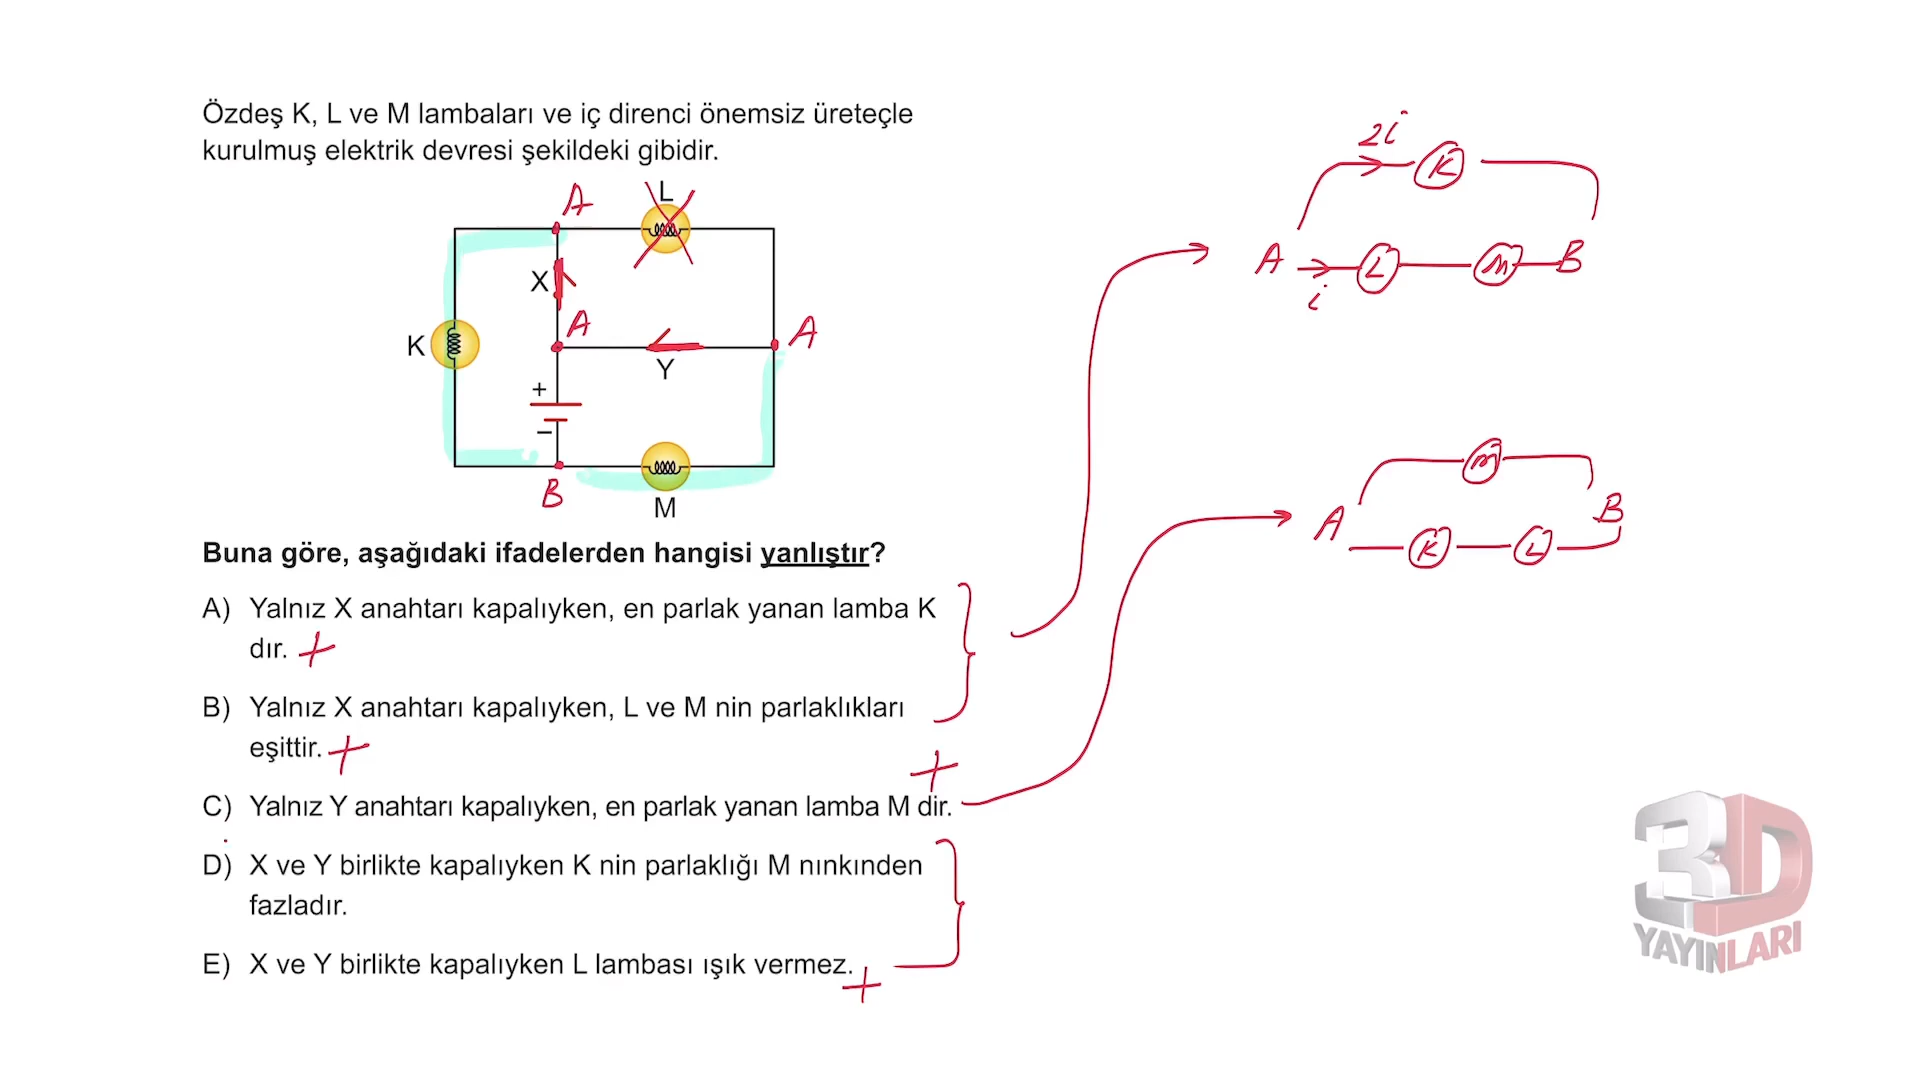 Özdeş K, L ve M lambaları ve iç direnci önemsiz üreteçle
kurulmuş elektrik devresi şekildeki gibidir.
A
L
X
A
A
K
Y
+
−
B
M
2i
K
A
L
M
B
i
M
A
B
K
L
Buna göre, aşağıdaki ifadelerden hangisi yanlıştır?
A) Yalnız X anahtarı kapalıyken, en parlak yanan lamba K
dır. +
B) Yalnız X anahtarı kapalıyken, L ve M nin parlaklıkları
eşittir. +
+
C) Yalnız Y anahtarı kapalıyken, en parlak yanan lamba M dir.
D) X ve Y birlikte kapalıyken K nin parlaklığı M nınkınden
fazladır.
E) X ve Y birlikte kapalıyken L lambası ışık vermez. +
3D
YAYINLARI